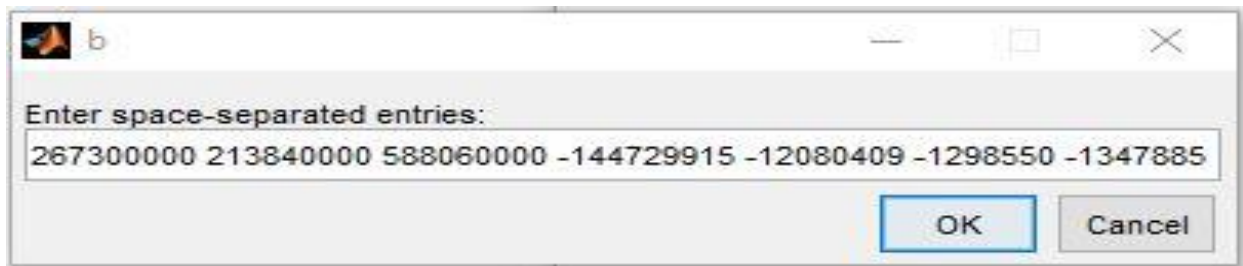 b
Enter space-separated entries:
267300000 213840000 588060000 -144729915 -12080409 -1298550 -1347885
OK Cancel